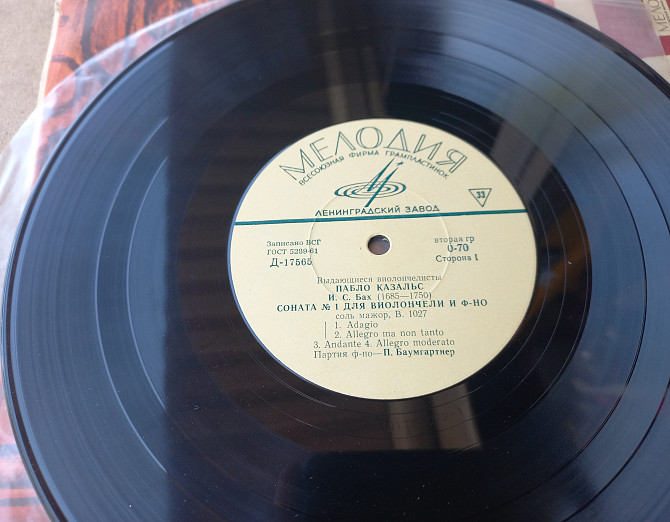 МЕЛОДИЯ
ВСЕСОЮЗНАЯ ФИРМА ГРАМПЛАСТИНОК
33
ЛЕНИНГРАДСКИЙ ЗАВОД
Записано ВСГ
ГОСТ 5289-61
Д-17565
вторая гр
0-70
Сторона 1
Выдающиеся виолончелисты
ПАБЛО КАЗАЛЬС
И. С. Бах (1685—1750)
СОНАТА № 1 ДЛЯ ВИОЛОНЧЕЛИ И Ф-НО
соль мажор, B. 1027
1. Adagio
2. Allegro ma non tanto
3. Andante 4. Allegro moderato
Партия ф-но—П. Баумгартнер